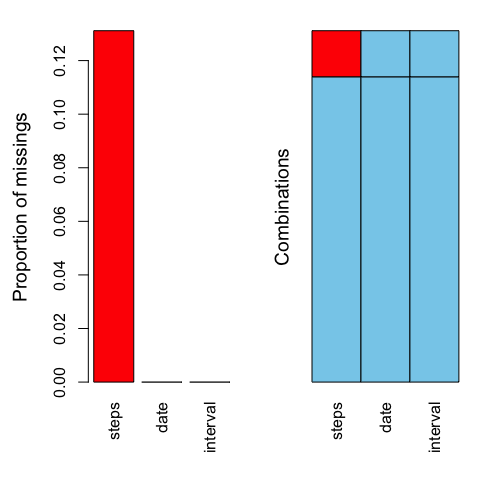 Proportion of missings
0.12
0.10
0.08
0.06
0.04
0.02
0.00
steps
date
interval
Combinations
steps
date
interval